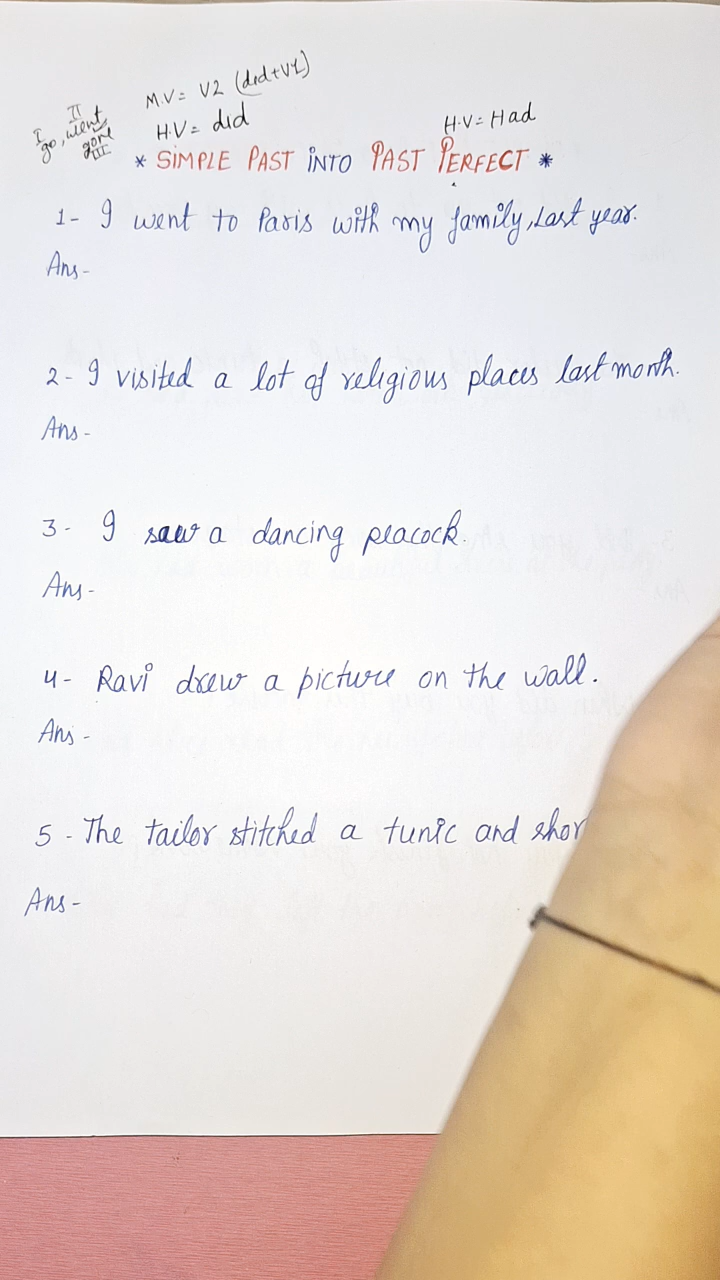 M.V = V2 (did+V1)
I II
go, went,
gone
III
H.V = did
H.V = Had
* SIMPLE PAST INTO PAST PERFECT *
1- I went to Paris with my family, Last year.
Ans-
2- I visited a lot of religious places last month.
Ans-
3- I saw a dancing peacock.
Ans-
4- Ravi drew a picture on the wall.
Ans-
5- The tailor stitched a tunic and
Ans-